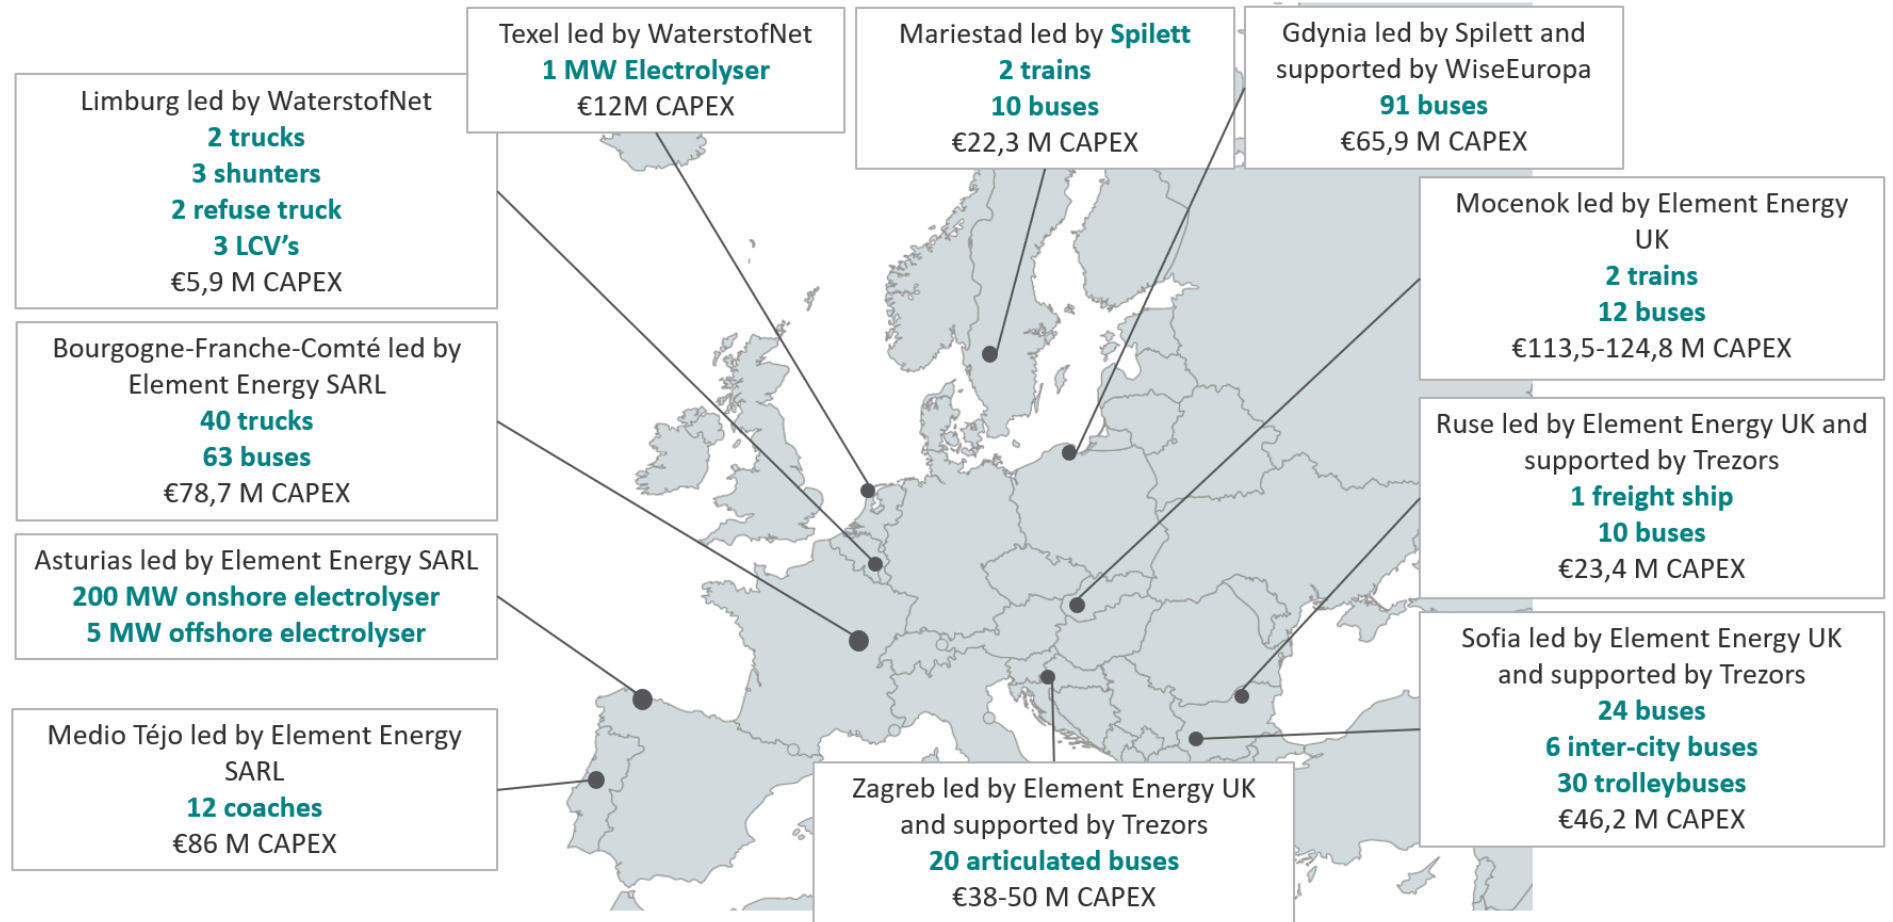 Texel led by WaterstofNet
1 MW Electrolyser
€12M CAPEX
Mariestad led by Spilett
2 trains
10 buses
€22,3 M CAPEX
Gdynia led by Spilett and
supported by WiseEuropa
91 buses
€65,9 M CAPEX
Limburg led by WaterstofNet
2 trucks
3 shunters
2 refuse truck
3 LCV’s
€5,9 M CAPEX
Mocenok led by Element Energy
UK
2 trains
12 buses
€113,5-124,8 M CAPEX
Bourgogne-Franche-Comté led by
Element Energy SARL
40 trucks
63 buses
€78,7 M CAPEX
Ruse led by Element Energy UK and
supported by Trezors
1 freight ship
10 buses
€23,4 M CAPEX
Asturias led by Element Energy SARL
200 MW onshore electrolyser
5 MW offshore electrolyser
Sofia led by Element Energy UK
and supported by Trezors
24 buses
6 inter-city buses
30 trolleybuses
€46,2 M CAPEX
Medio Téjo led by Element Energy
SARL
12 coaches
€86 M CAPEX
Zagreb led by Element Energy UK
and supported by Trezors
20 articulated buses
€38-50 M CAPEX